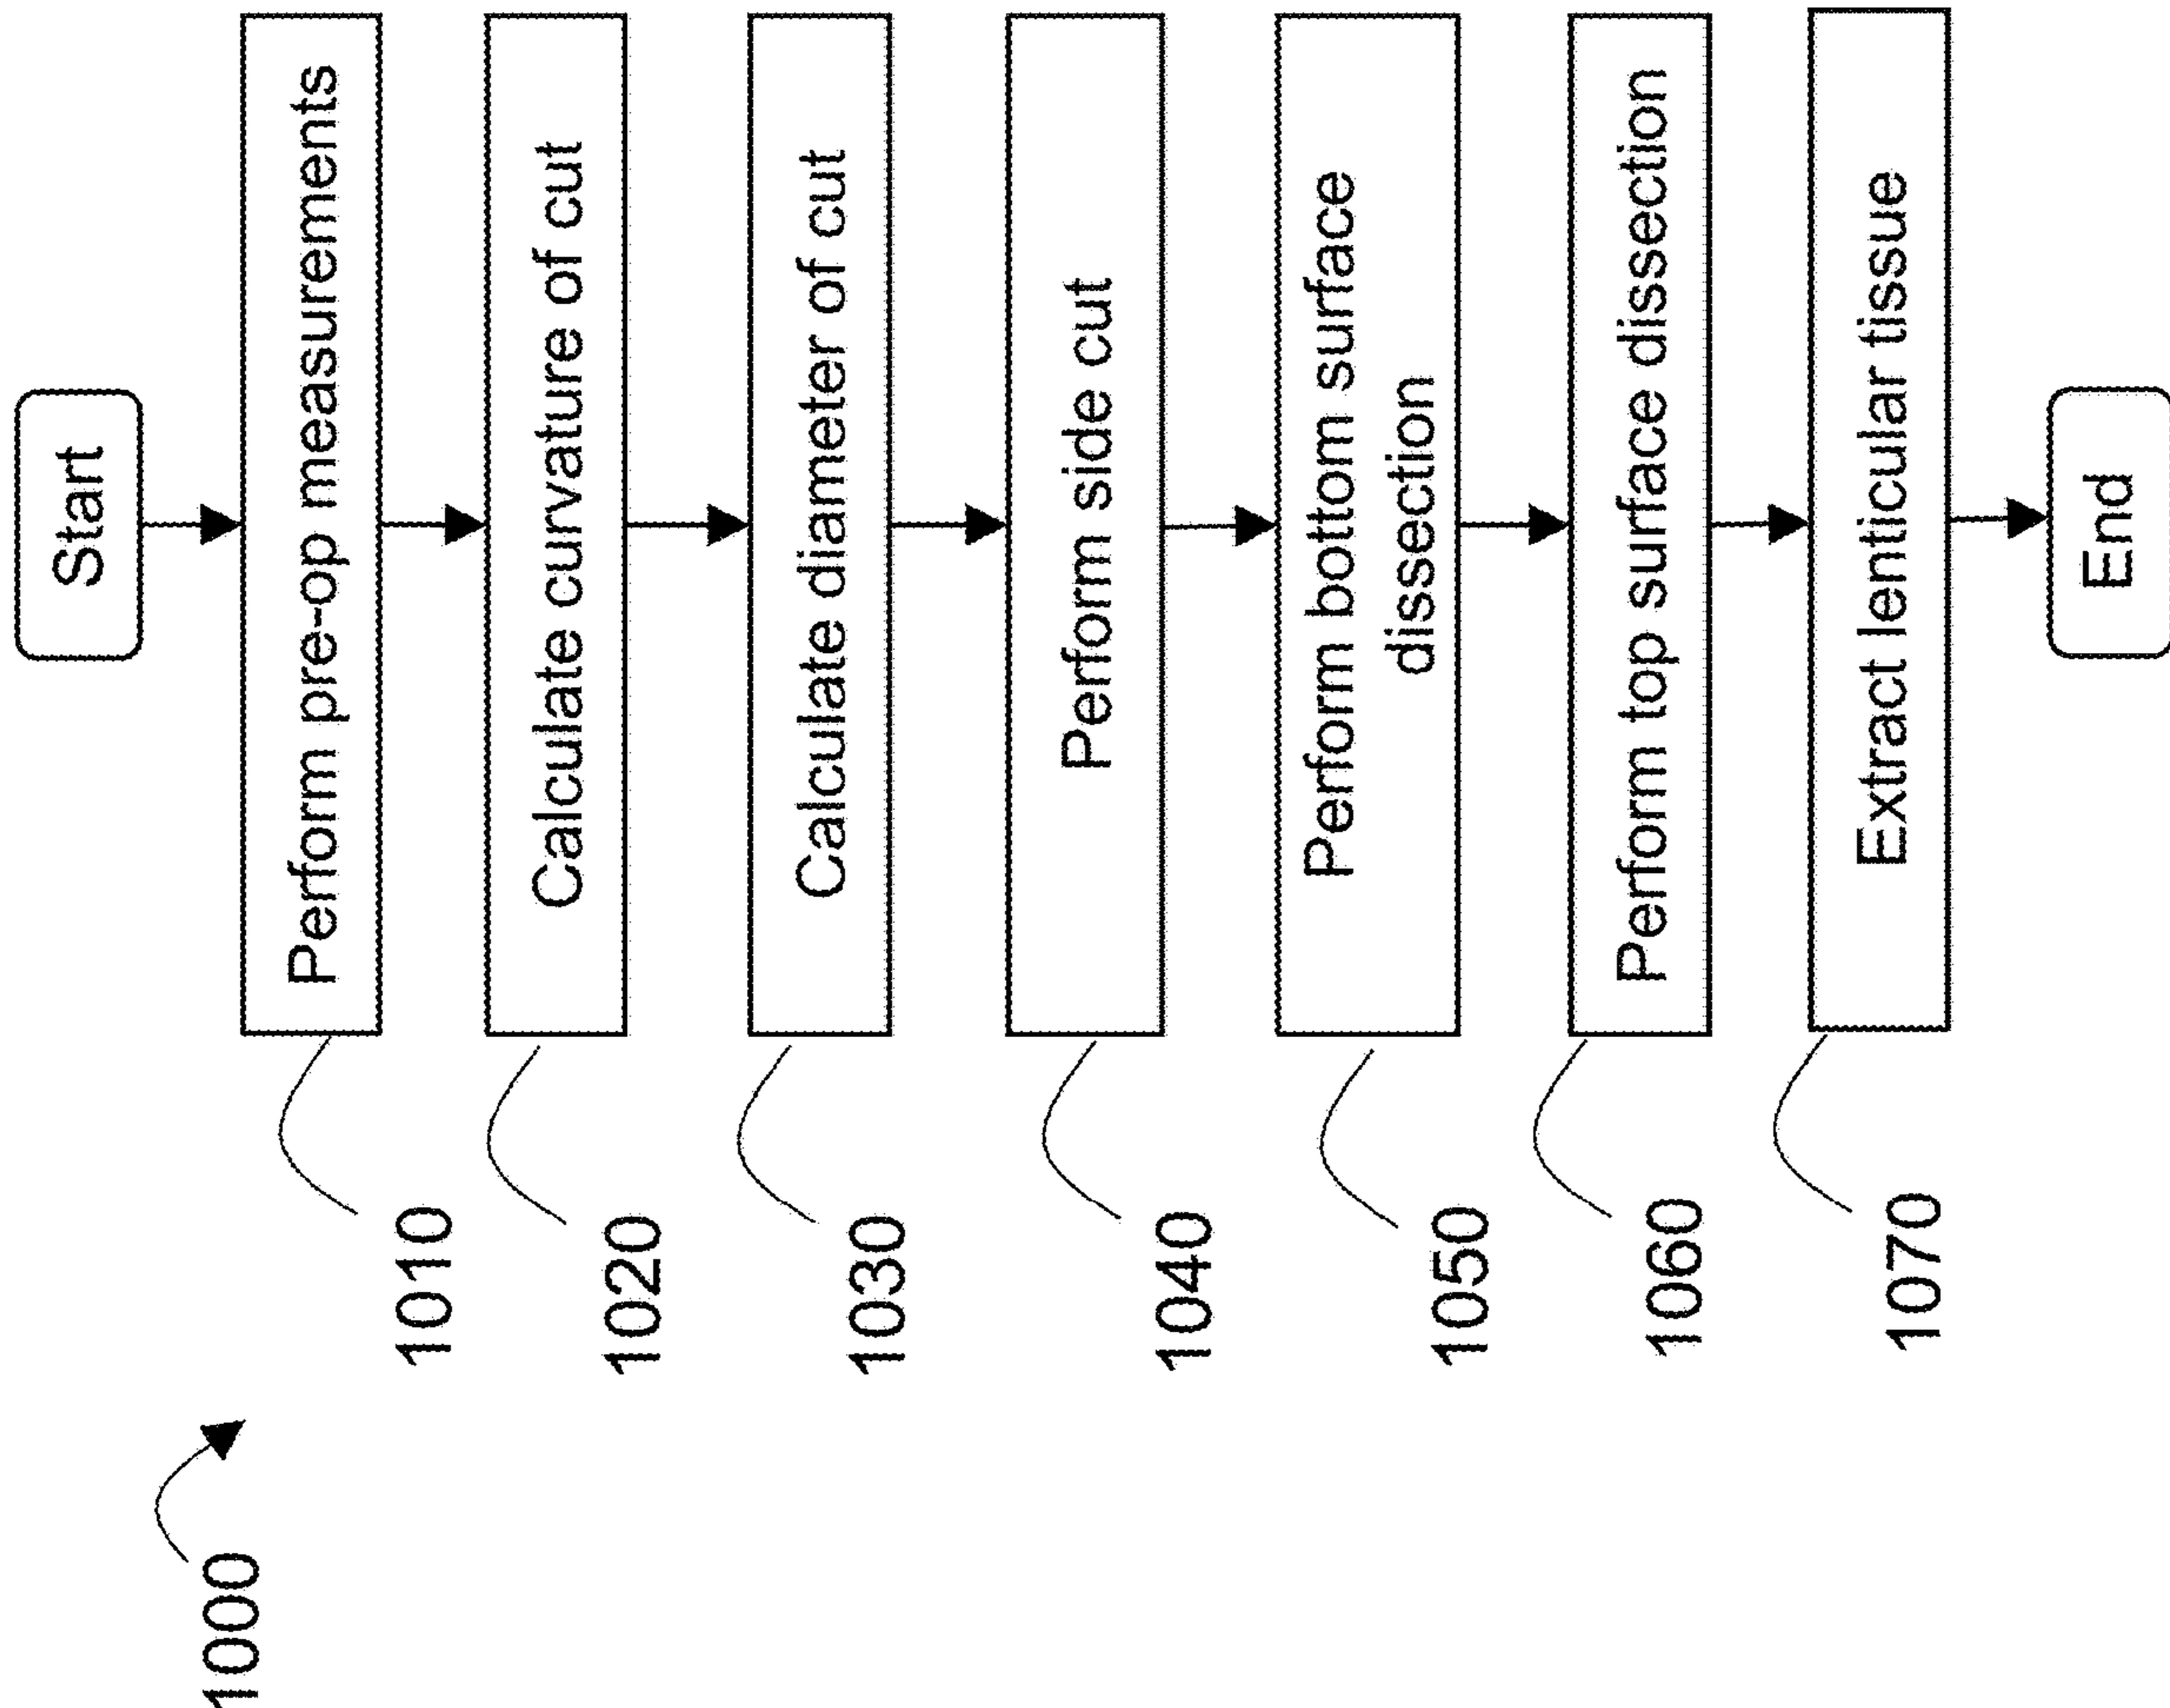 1000
Start
1010
Perform pre-op measurements
1020
Calculate curvature of cut
1030
Calculate diameter of cut
1040
Perform side cut
1050
Perform bottom surface
dissection
1060
Perform top surface dissection
1070
Extract lenticular tissue
End